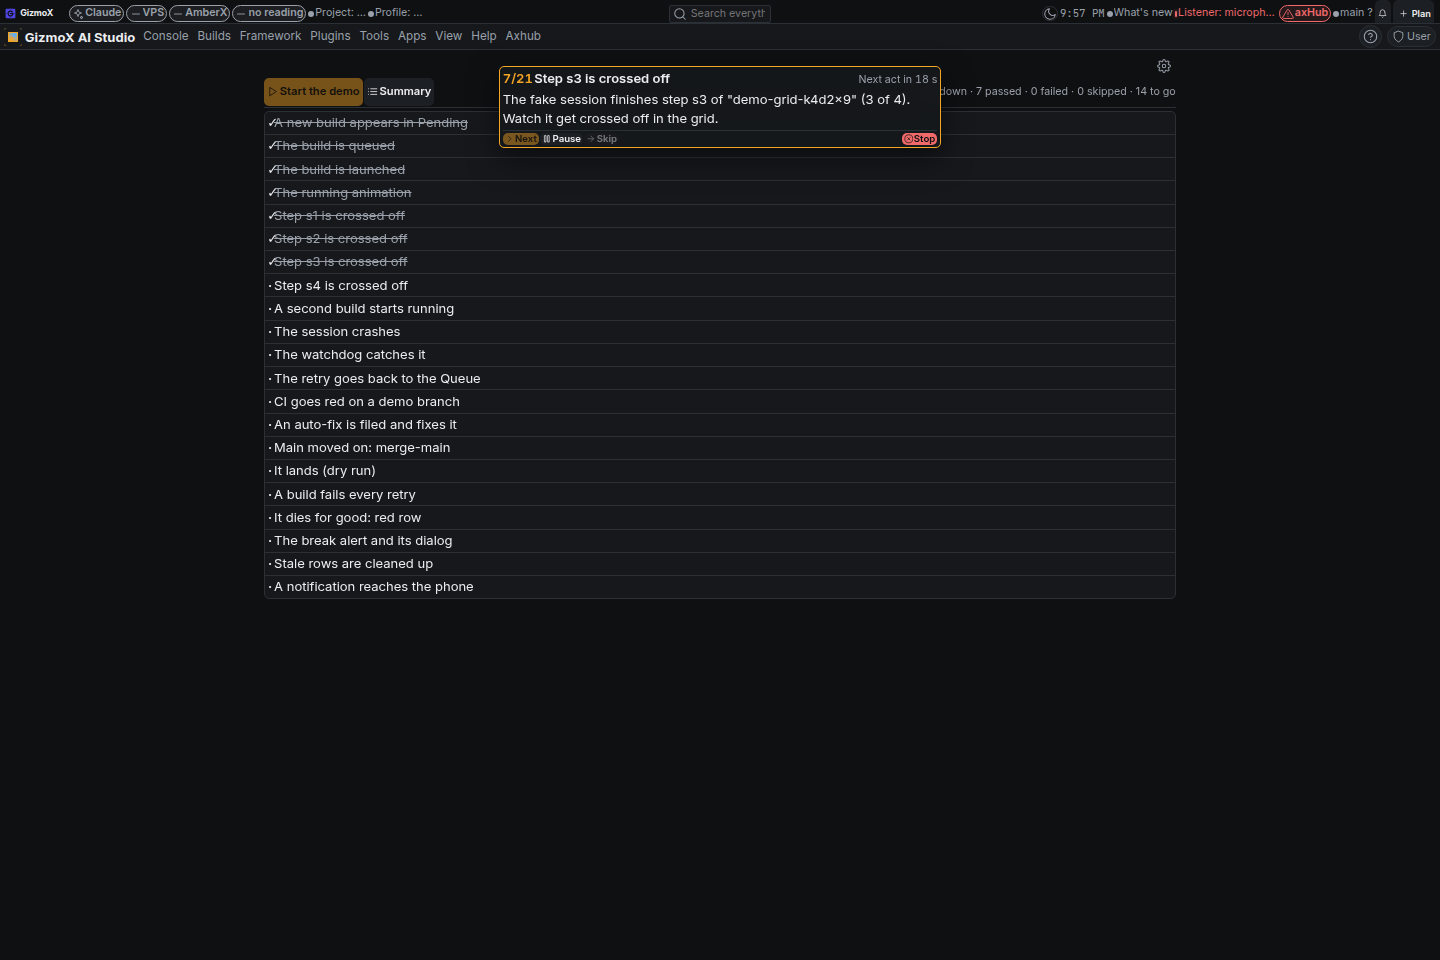 GizmoX Claude VPS AmberX no reading Project: ... Profile: ... Search everyth 9:57 PM What's new Listener: microph... axHub main ? + Plan
GizmoX AI Studio Console Builds Framework Plugins Tools Apps View Help Axhub User
Start the demo Summary
7/21 Step s3 is crossed off Next act in 18 s
The fake session finishes step s3 of "demo-grid-k4d2x9" (3 of 4).
Watch it get crossed off in the grid.
Next Pause Skip Stop
down · 7 passed · 0 failed · 0 skipped · 14 to go
A new build appears in Pending
The build is queued
The build is launched
The running animation
Step s1 is crossed off
Step s2 is crossed off
Step s3 is crossed off
Step s4 is crossed off
A second build starts running
The session crashes
The watchdog catches it
The retry goes back to the Queue
CI goes red on a demo branch
An auto-fix is filed and fixes it
Main moved on: merge-main
It lands (dry run)
A build fails every retry
It dies for good: red row
The break alert and its dialog
Stale rows are cleaned up
A notification reaches the phone